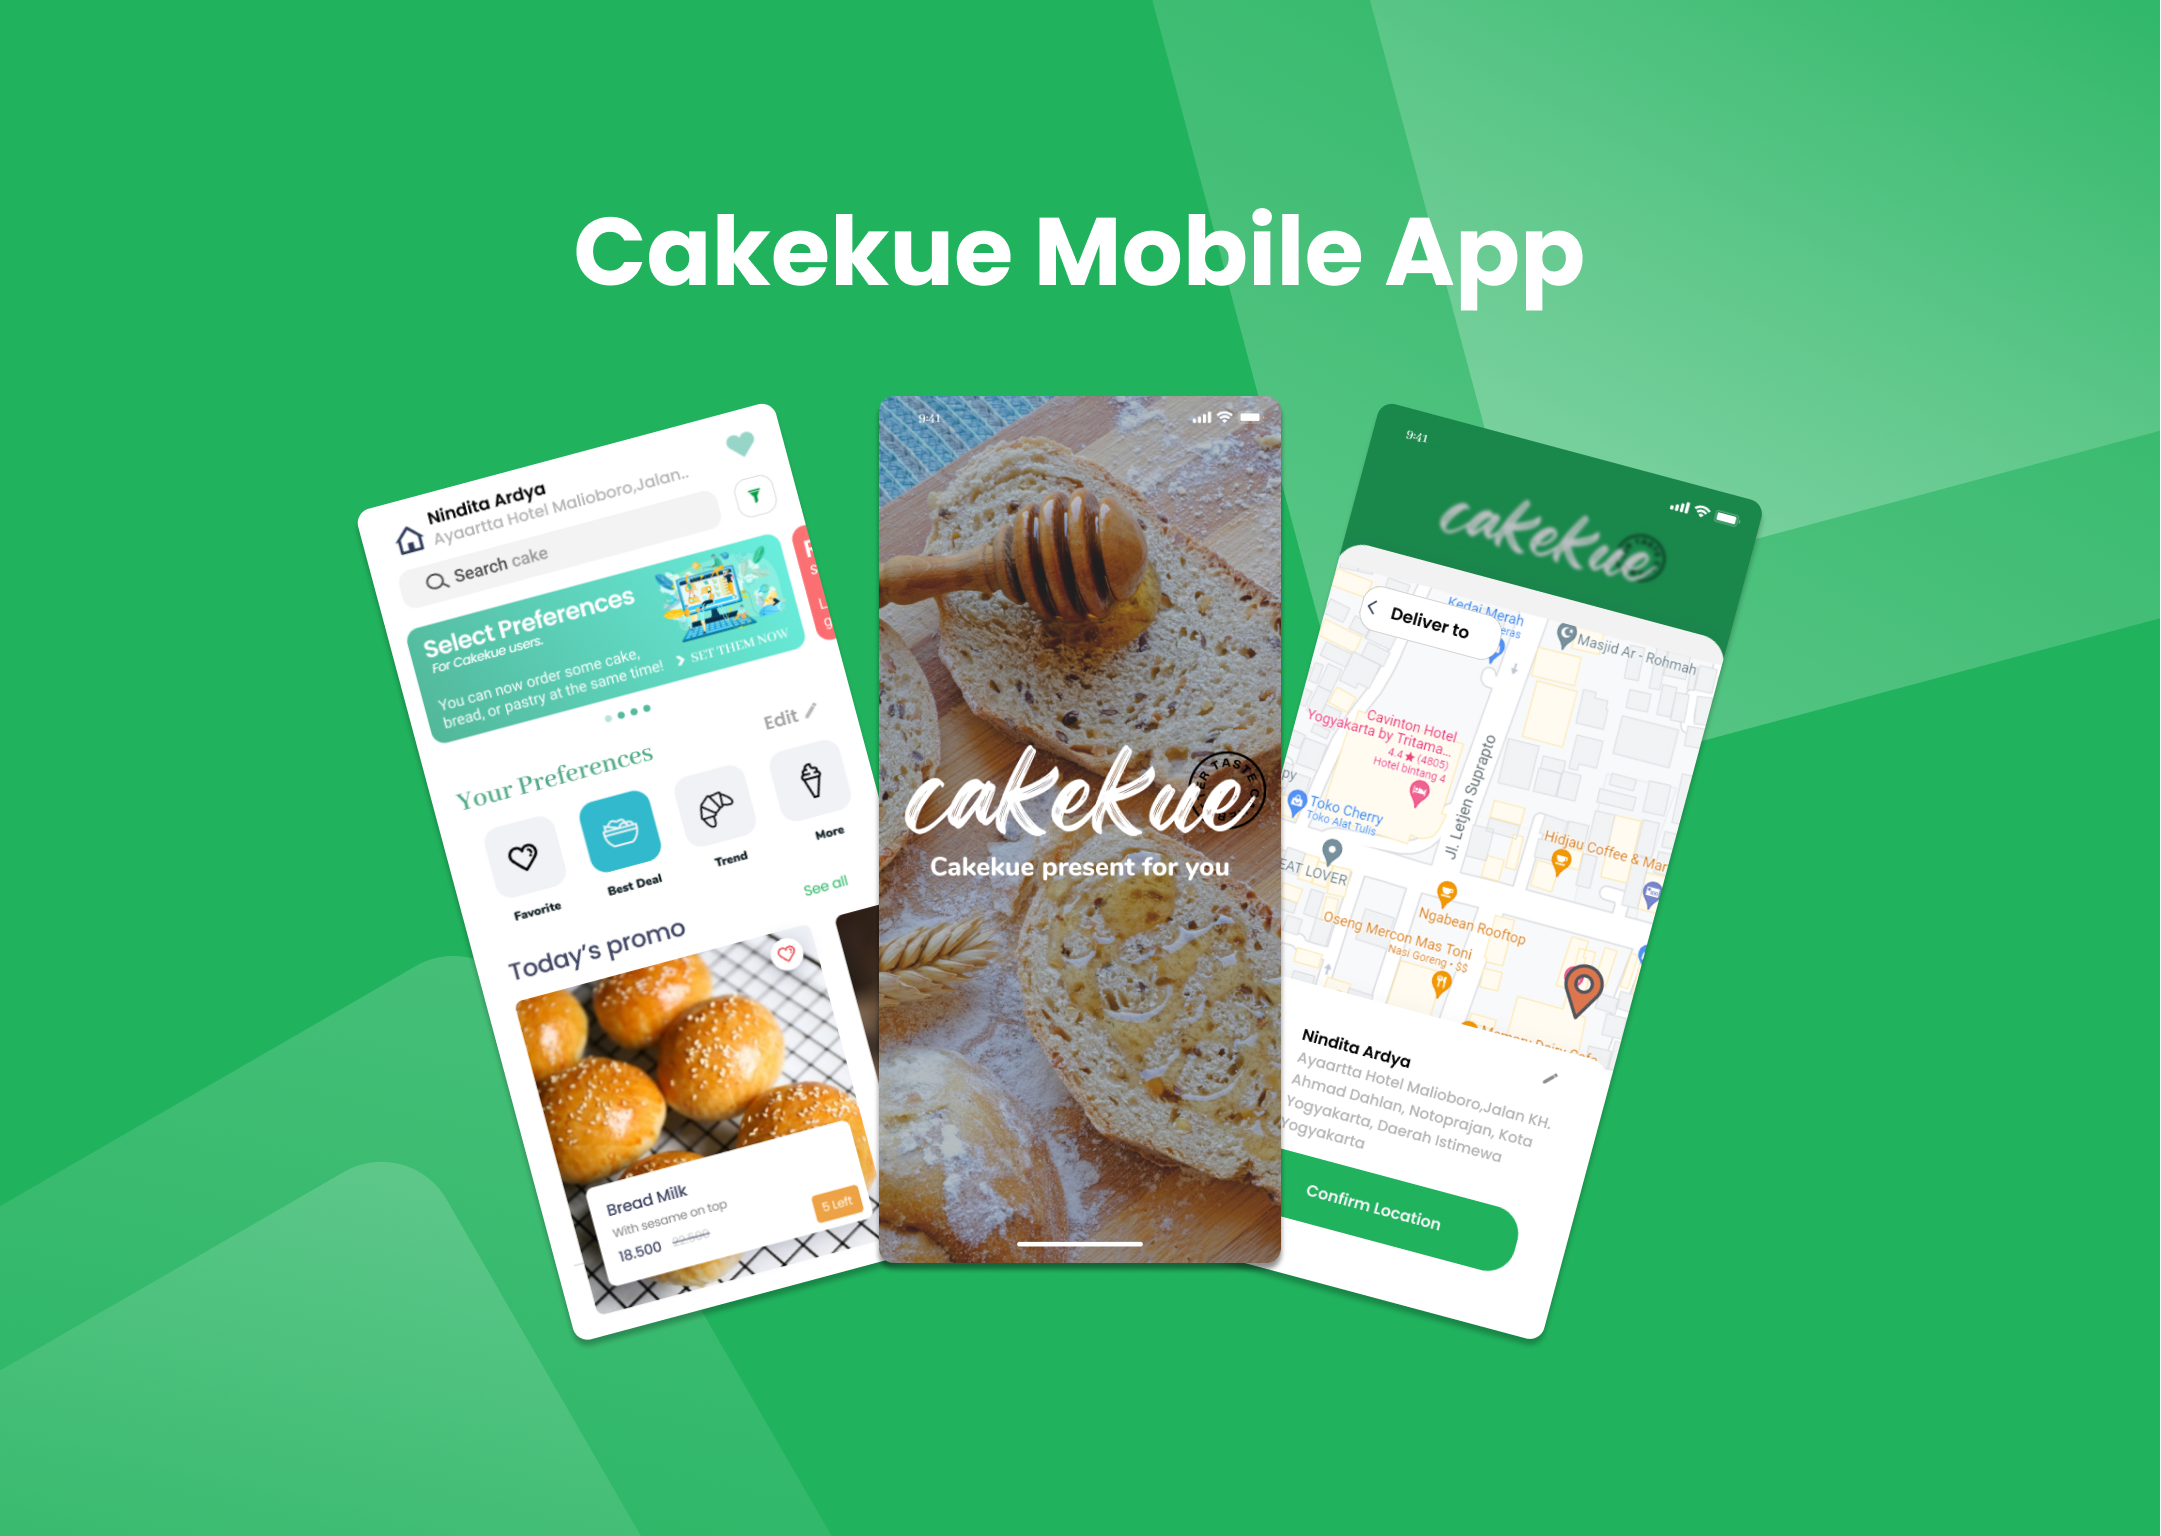 Cakekue Mobile App
Nindita Ardya
Ayaartta Hotel Malioboro,Jalan..
Search cake
Select Preferences
For Cakekue users.
You can now order some cake,
bread, or pastry at the same time!
SET THEM NOW
Edit
Your Preferences
Favorite
Best Deal
Trend
More
See all
Today's promo
Bread Milk
With sesame on top
18.500 22.500
5 Left
9:41
cakekue
TASTE
Cakekue present for you
9:41
cakekue
Deliver to
Kedai Merah
Masjid Ar - Rohmah
Cavinton Hotel
Yogyakarta by Tritama...
4.4 ★ (4805)
Hotel bintang 4
Toko Cherry
Toko Alat Tulis
Jl. Letjen Suprapto
Hidjau Coffee & Mar
EAT LOVER
Ngabean Rooftop
Oseng Mercon Mas Toni
Nasi Goreng • $$
Nindita Ardya
Ayaartta Hotel Malioboro,Jalan KH.
Ahmad Dahlan, Notoprajan, Kota
Yogyakarta, Daerah Istimewa
Yogyakarta
Confirm Location